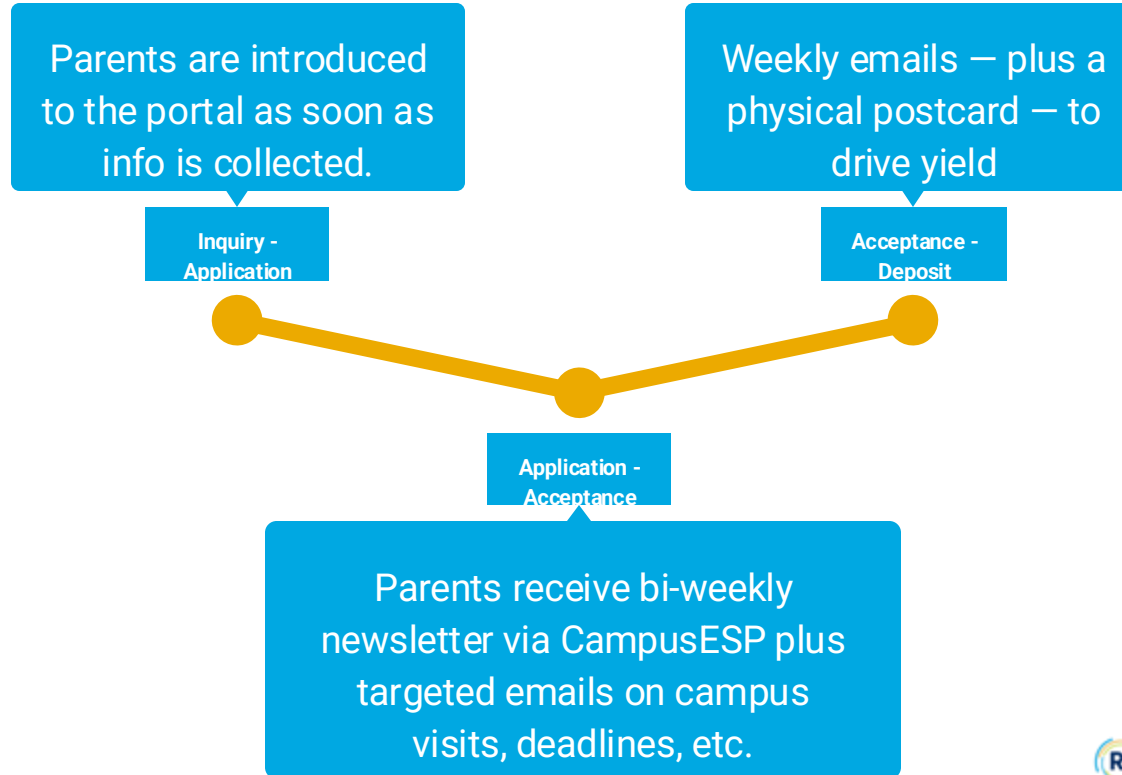 Parents are introduced
to the portal as soon as
info is collected.
Weekly emails — plus a
physical postcard — to
drive yield
Inquiry -
Application
Acceptance -
Deposit
Application -
Acceptance
Parents receive bi-weekly
newsletter via CampusESP plus
targeted emails on campus
visits, deadlines, etc.
R